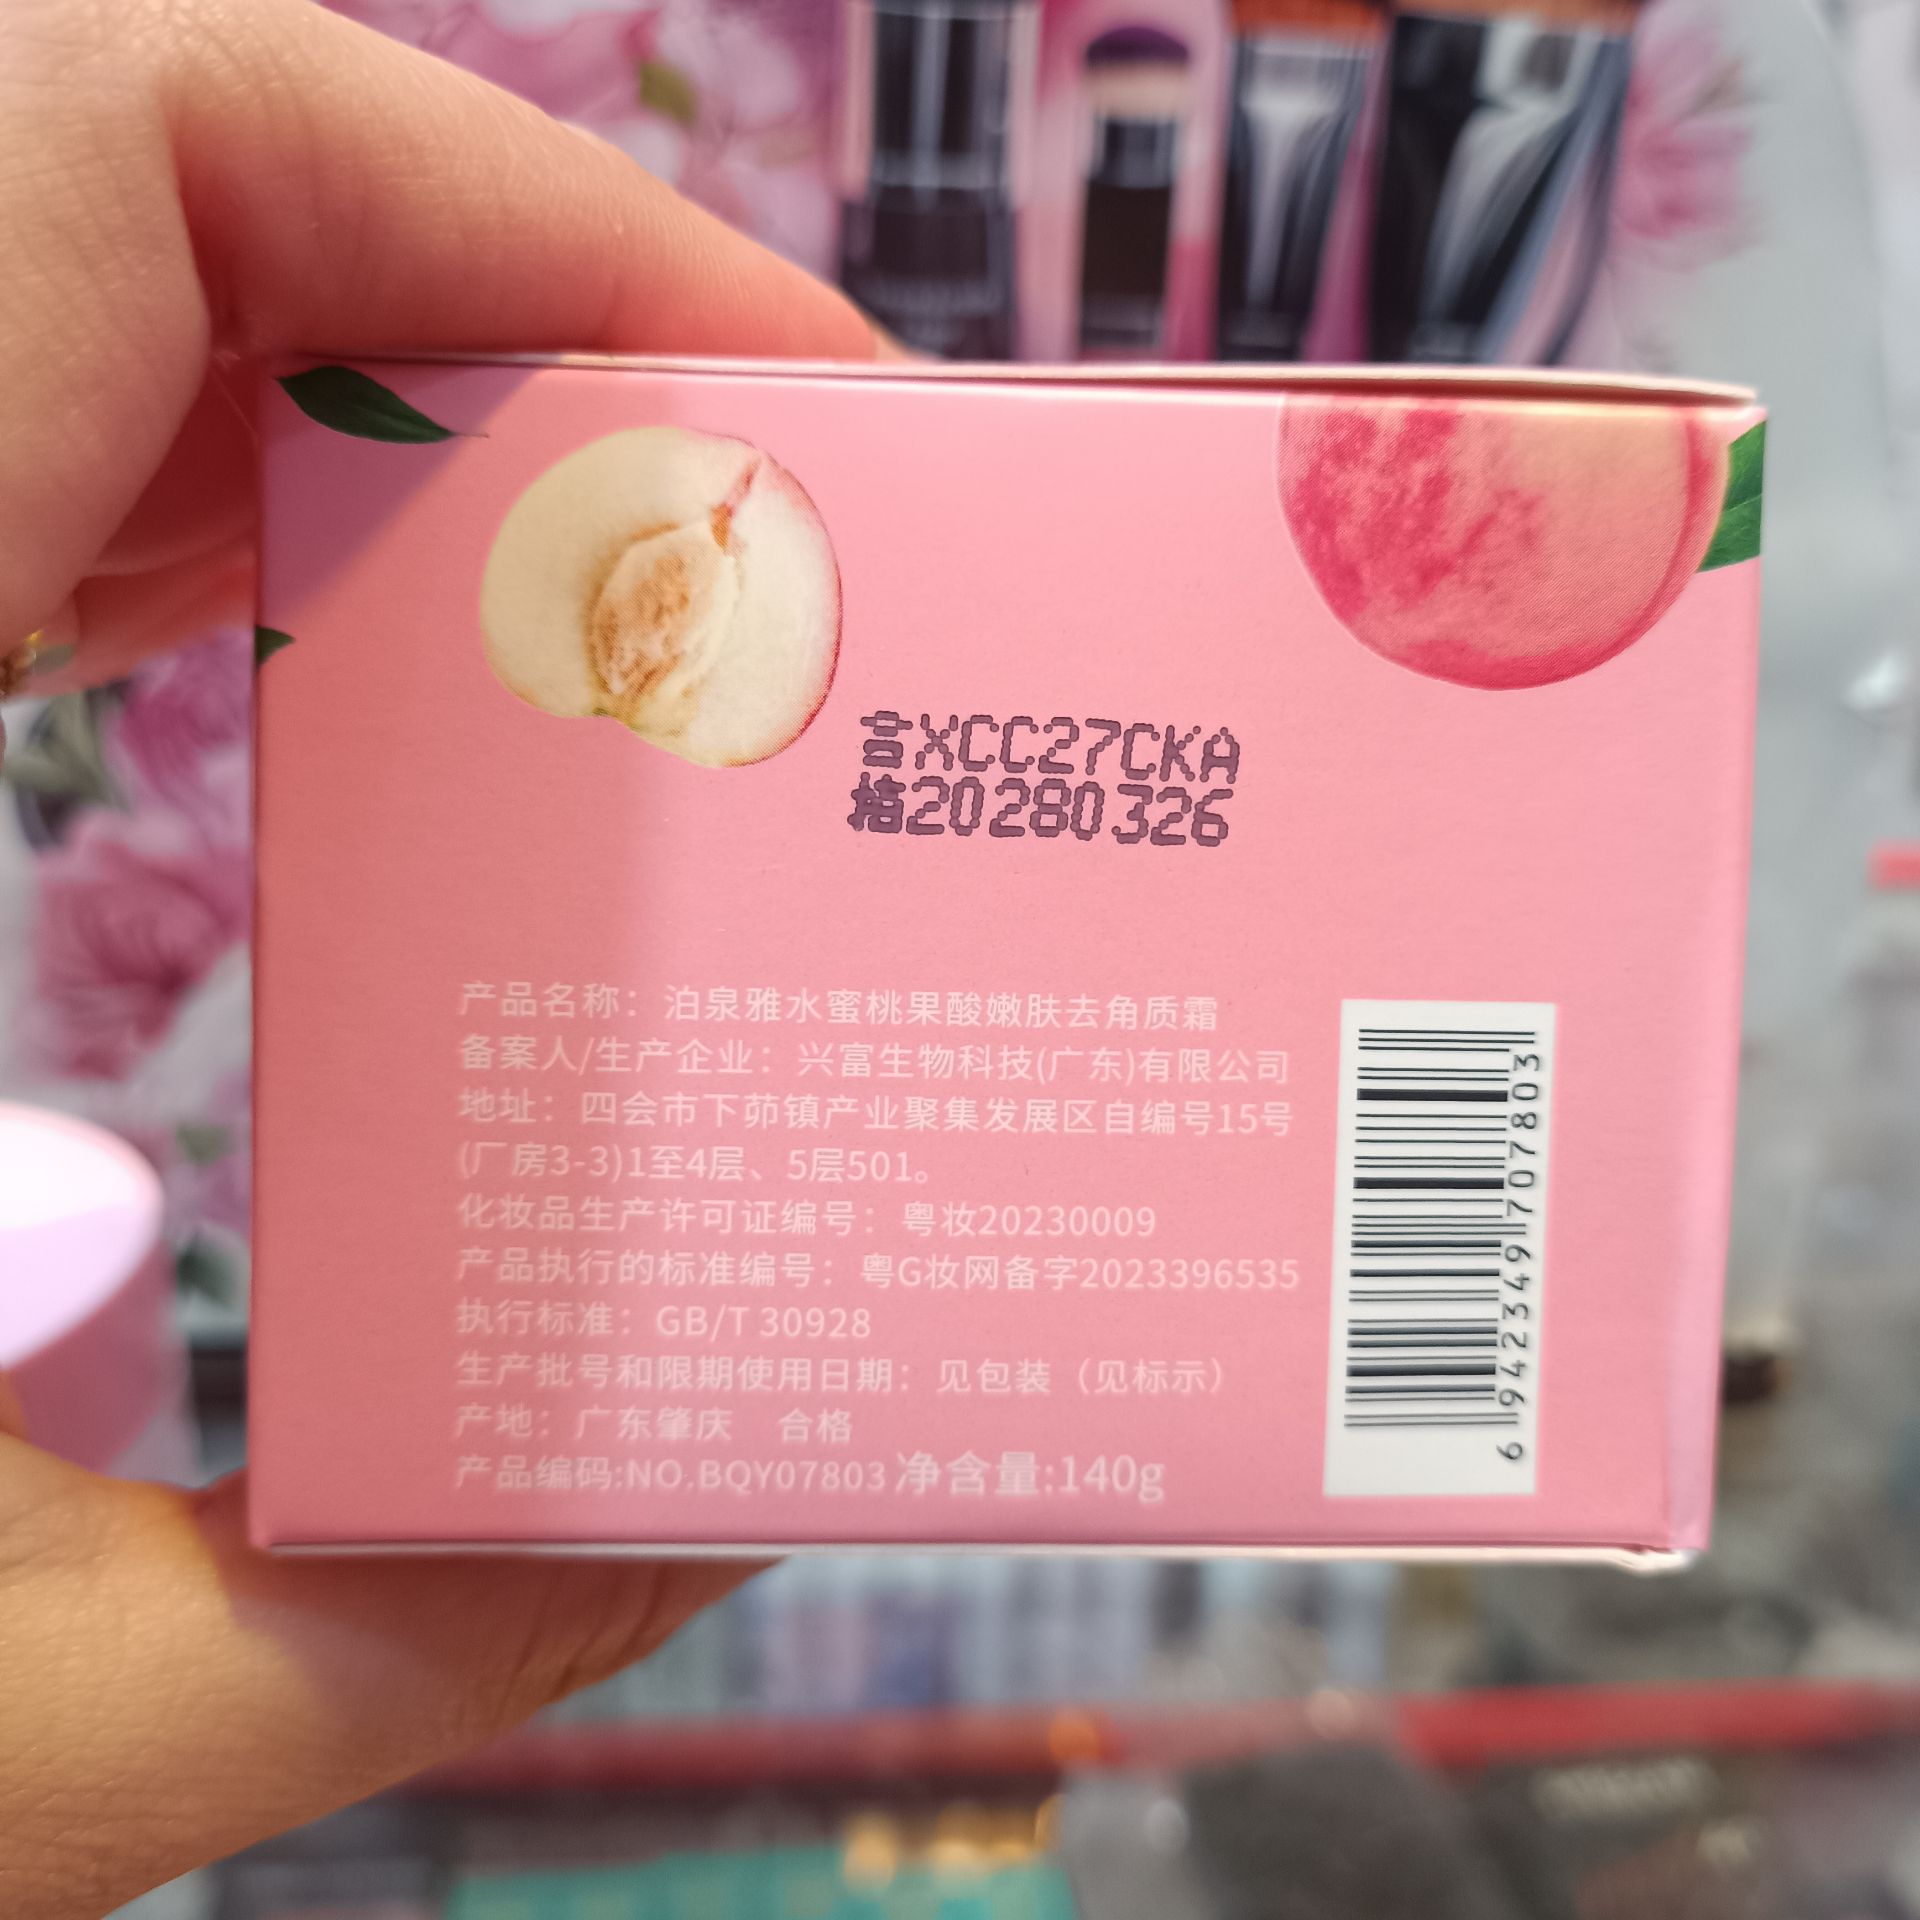 合XCC27CKA
格20280326
产品名称：泊泉雅水蜜桃果酸嫩肤去角质霜
备案人/生产企业：兴富生物科技(广东)有限公司
地址：四会市下茆镇产业聚集发展区自编号15号
(厂房3-3)1至4层、5层501。
化妆品生产许可证编号：粤妆20230009
产品执行的标准编号：粤G妆网备字2023396535
执行标准：GB/T 30928
生产批号和限期使用日期：见包装（见标示）
产地：广东肇庆 合格
产品编码:NO.BQY07803 净含量:140g
6942349707803